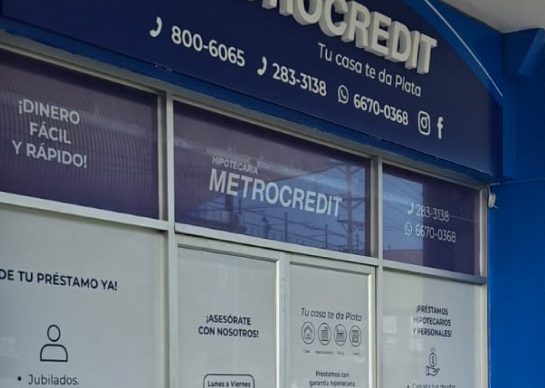 METROCREDIT
Tu casa te da Plata
800-6065 283-3138 6670-0368
¡DINERO
FÁCIL
Y RÁPIDO!
HIPOTECARIA
METROCREDIT
283-3138
6670-0368
DE TU PRÉSTAMO YA!
• Jubilados.
¡ASESÓRATE
CON NOSOTROS!
Lunes a Viernes
Tu casa te da Plata
Préstamos con
garantía hipotecaria
¡PRÉSTAMOS
HIPOTECARIOS
Y PERSONALES!